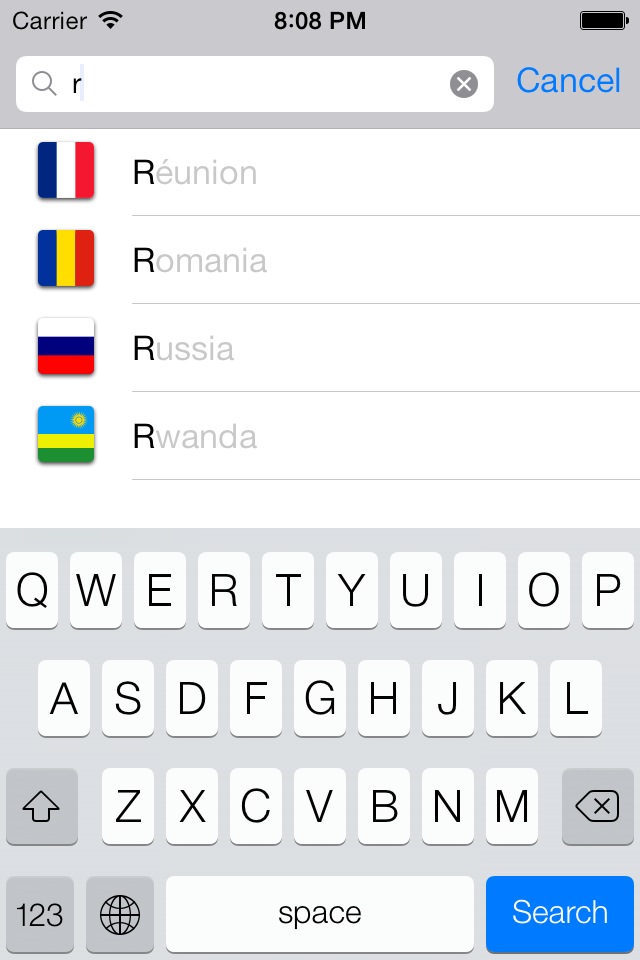 Carrier 8:08 PM
r Cancel
Réunion
Romania
Russia
Rwanda
Q W E R T Y U I O P
A S D F G H J K L
Z X C V B N M
123 space Search